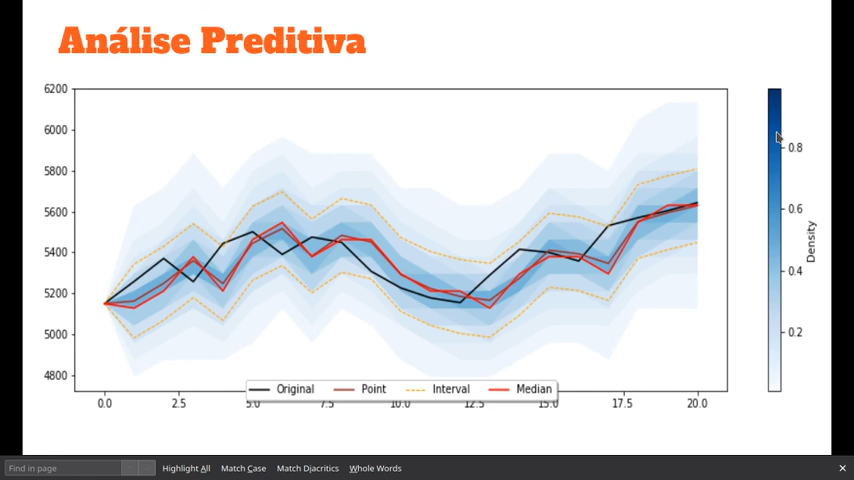 Análise Preditiva
6200
6000
5800
5600
5400
5200
5000
4800
0.0 2.5 5.0 7.5 10.0 12.5 15.0 17.5 20.0
Original Point Interval Median
0.8
0.6
0.4
0.2
Density
Find in page Highlight All Match Case Match Diacritics Whole Words